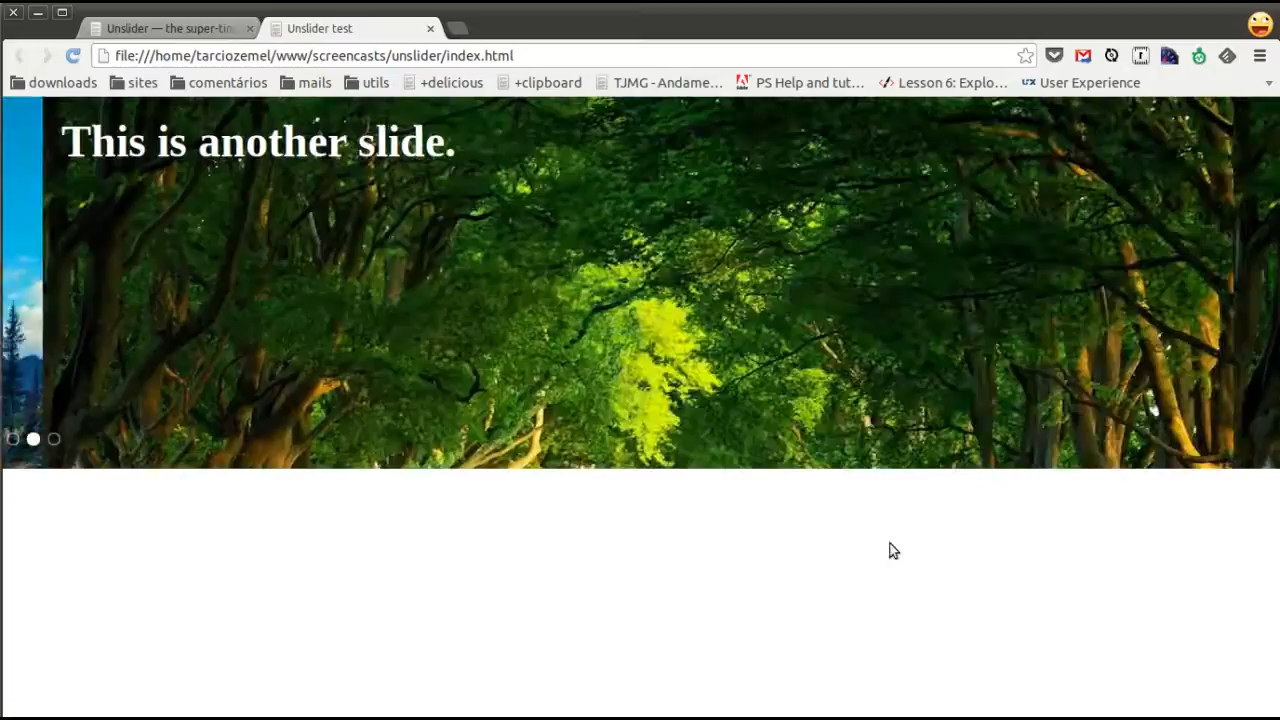 Unslider — the super-tin
Unslider test
file:///home/tarciozemel/www/screencasts/unslider/index.html
downloads sites comentários mails utils +delicious +clipboard TJMG - Andame... PS Help and tut... Lesson 6: Explo... UX User Experience
This is another slide.